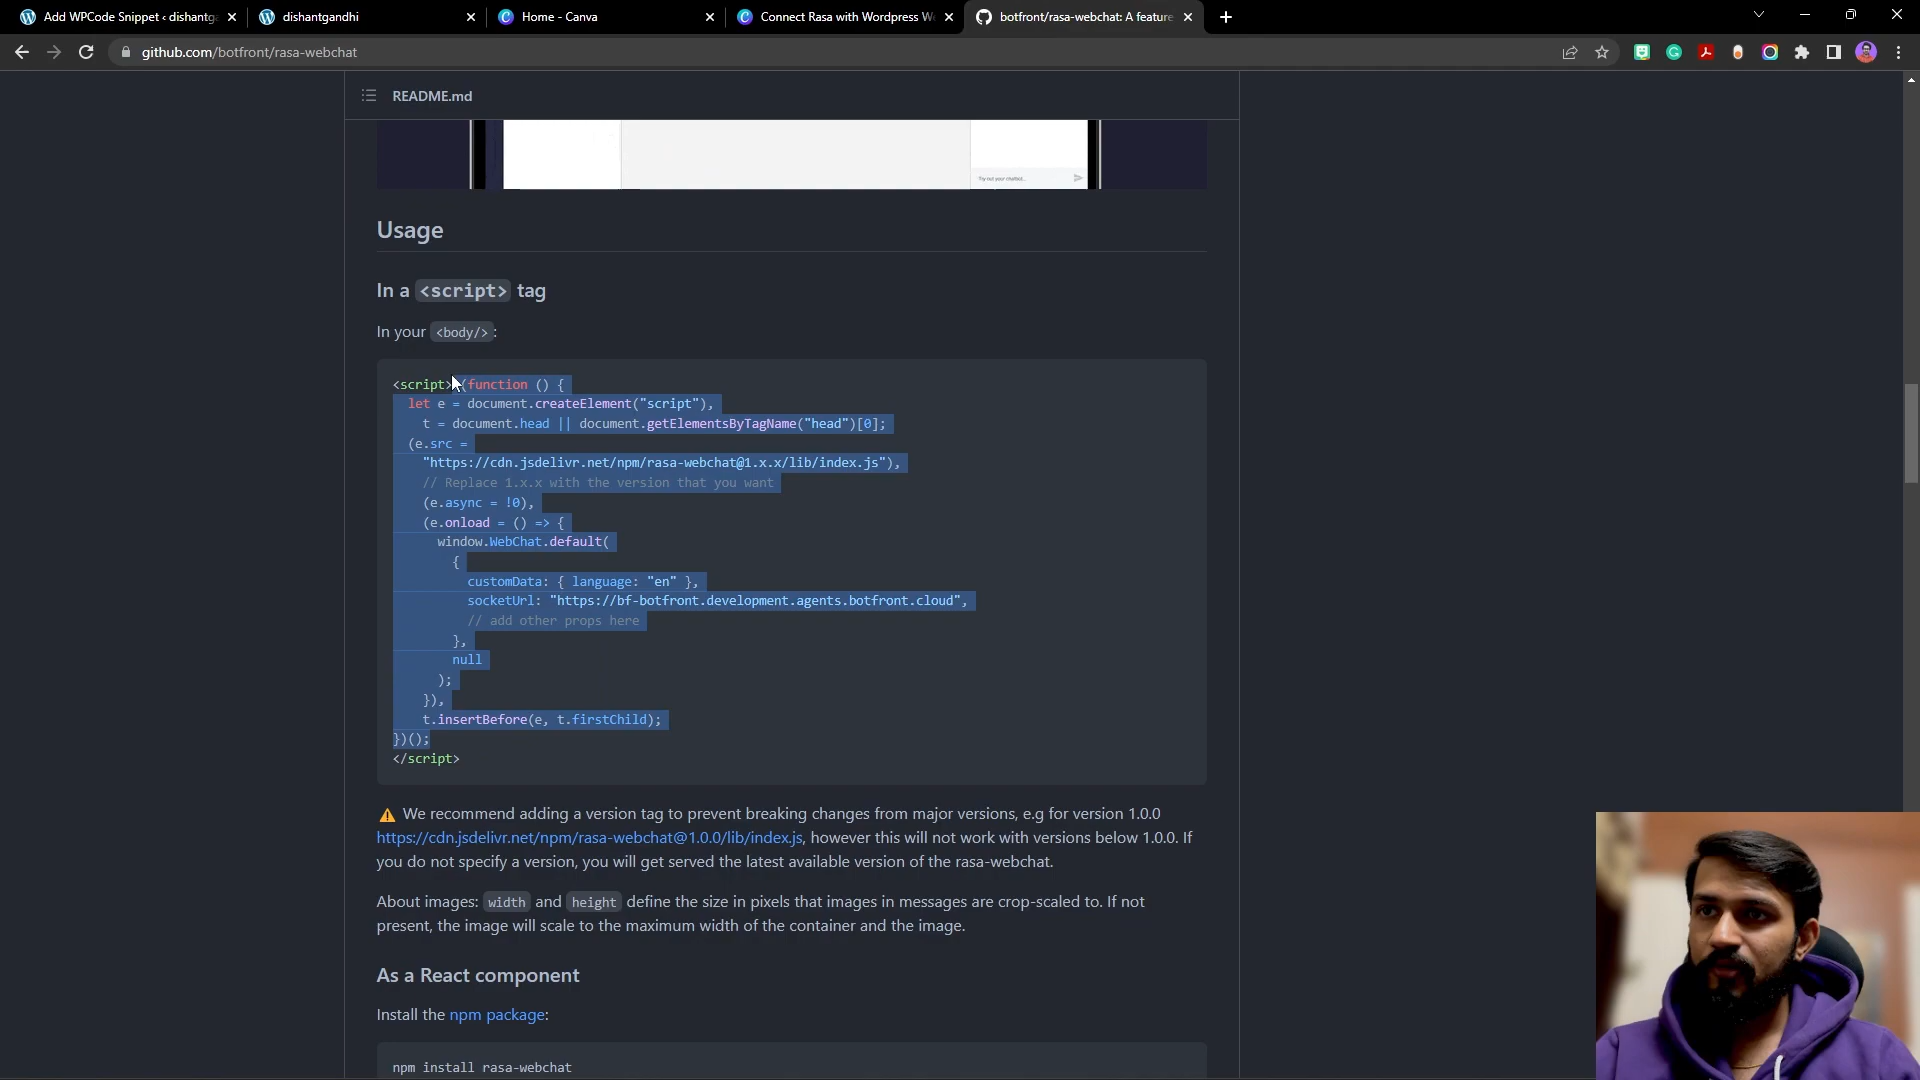 Add WPCode Snippet ‹ dishantga
dishantgandhi
Home - Canva
Connect Rasa with Wordpress W
botfront/rasa-webchat: A feature
github.com/botfront/rasa-webchat
README.md
Try out your chatbot...
Usage
In a <script> tag
In your <body/>:
<script>(function () {
let e = document.createElement("script"),
t = document.head || document.getElementsByTagName("head")[0];
(e.src =
"https://cdn.jsdelivr.net/npm/rasa-webchat@1.x.x/lib/index.js"),
// Replace 1.x.x with the version that you want
(e.async = !0),
(e.onload = () => {
window.WebChat.default(
{
customData: { language: "en" },
socketUrl: "https://bf-botfront.development.agents.botfront.cloud",
// add other props here
},
null
);
}),
t.insertBefore(e, t.firstChild);
})();
</script>
⚠ We recommend adding a version tag to prevent breaking changes from major versions, e.g for version 1.0.0
https://cdn.jsdelivr.net/npm/rasa-webchat@1.0.0/lib/index.js, however this will not work with versions below 1.0.0. If
you do not specify a version, you will get served the latest available version of the rasa-webchat.
About images: width and height define the size in pixels that images in messages are crop-scaled to. If not
present, the image will scale to the maximum width of the container and the image.
As a React component
Install the npm package:
npm install rasa-webchat